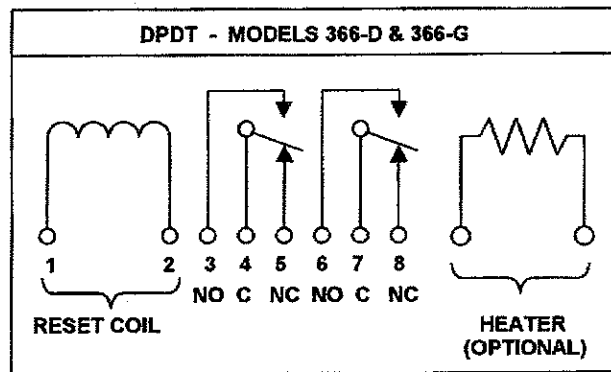 DPDT - MODELS 366-D & 366-G
1 2 3 4 5 6 7 8
NO C NC NO C NC
RESET COIL
HEATER
(OPTIONAL)